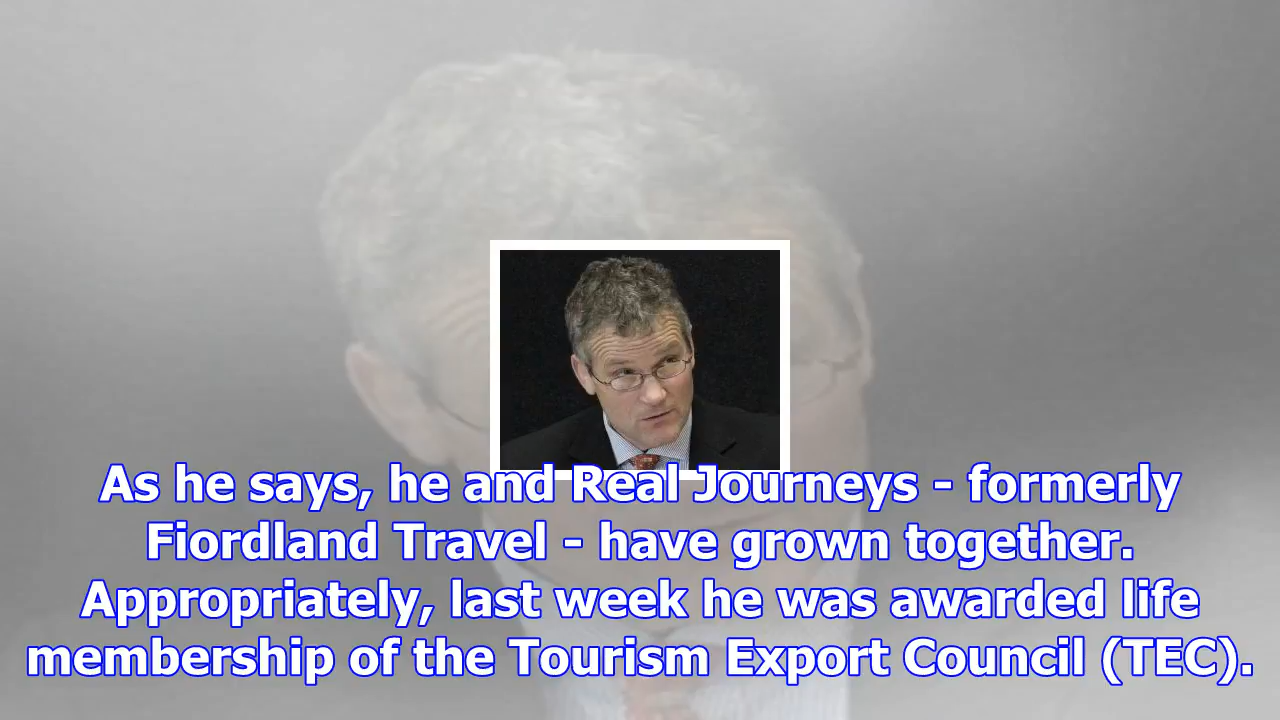 As he says, he and Real Journeys - formerly
Fiordland Travel - have grown together.
Appropriately, last week he was awarded life
membership of the Tourism Export Council (TEC).